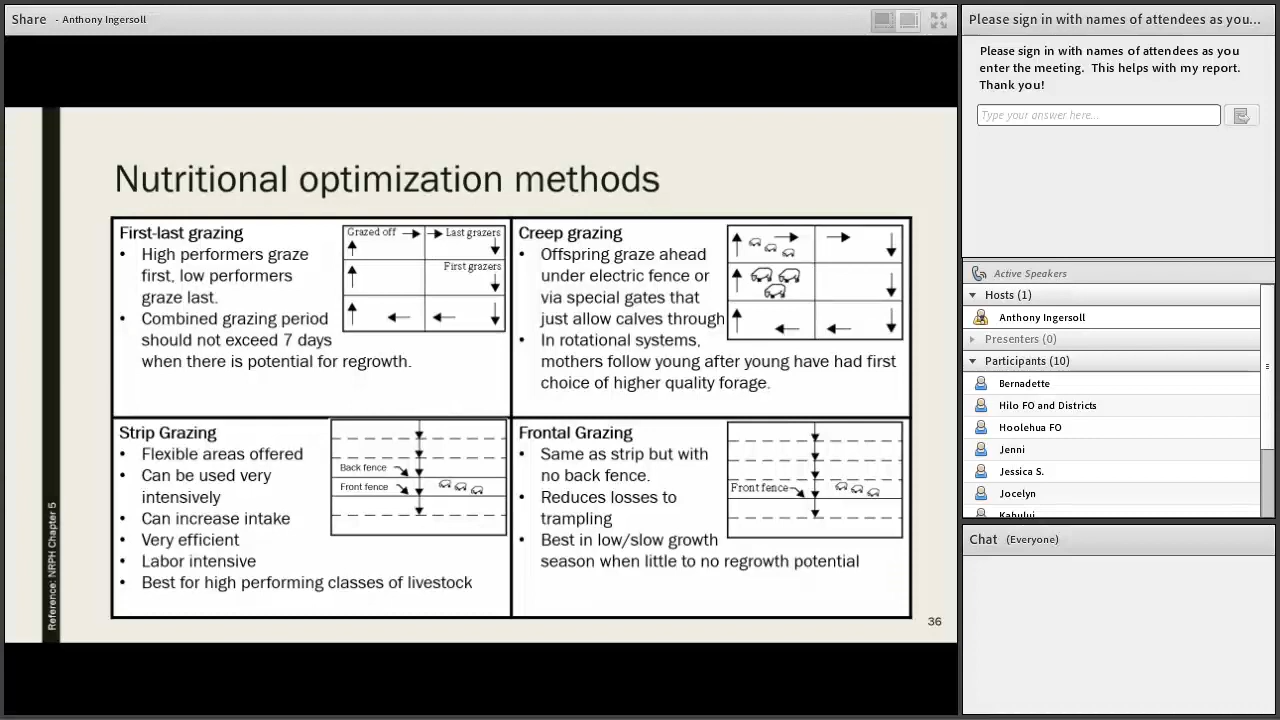 Share - Anthony Ingersoll
Nutritional optimization methods
First-last grazing
• High performers graze
first, low performers
graze last.
• Combined grazing period
should not exceed 7 days
when there is potential for regrowth.
Grazed off
Last grazers
First grazers
Creep grazing
• Offspring graze ahead
under electric fence or
via special gates that
just allow calves through
• In rotational systems,
mothers follow young after young have had first
choice of higher quality forage.
Strip Grazing
• Flexible areas offered
• Can be used very
intensively
• Can increase intake
• Very efficient
• Labor intensive
• Best for high performing classes of livestock
Back fence
Front fence
Frontal Grazing
• Same as strip but with
no back fence.
• Reduces losses to
trampling
• Best in low/slow growth
season when little to no regrowth potential
Front fence
Reference: NRPH Chapter 5
36
Please sign in with names of attendees as you...
Please sign in with names of attendees as you
enter the meeting. This helps with my report.
Thank you!
Type your answer here...
Active Speakers
Hosts (1)
Anthony Ingersoll
Presenters (0)
Participants (10)
Bernadette
Hilo FO and Districts
Hoolehua FO
Jenni
Jessica S.
Jocelyn
Kahului
Chat (Everyone)